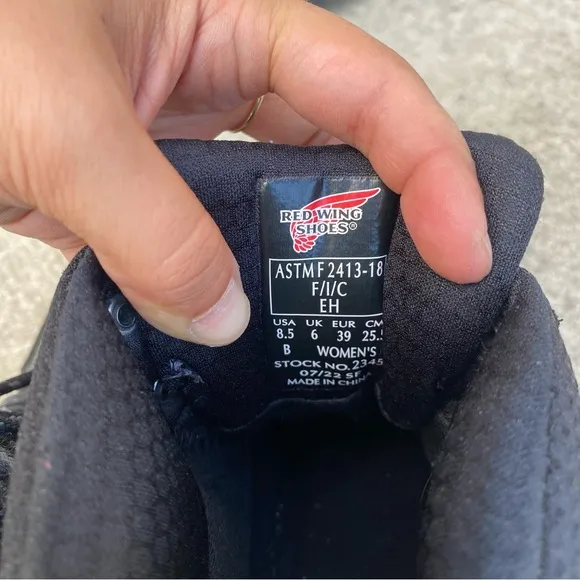 RED WING
SHOES®
ASTM F 2413-18
F/I/C
EH
USA UK EUR CM
8.5 6 39 25.5
B WOMEN'S
STOCK NO.2345
07/22 SF
MADE IN CHINA